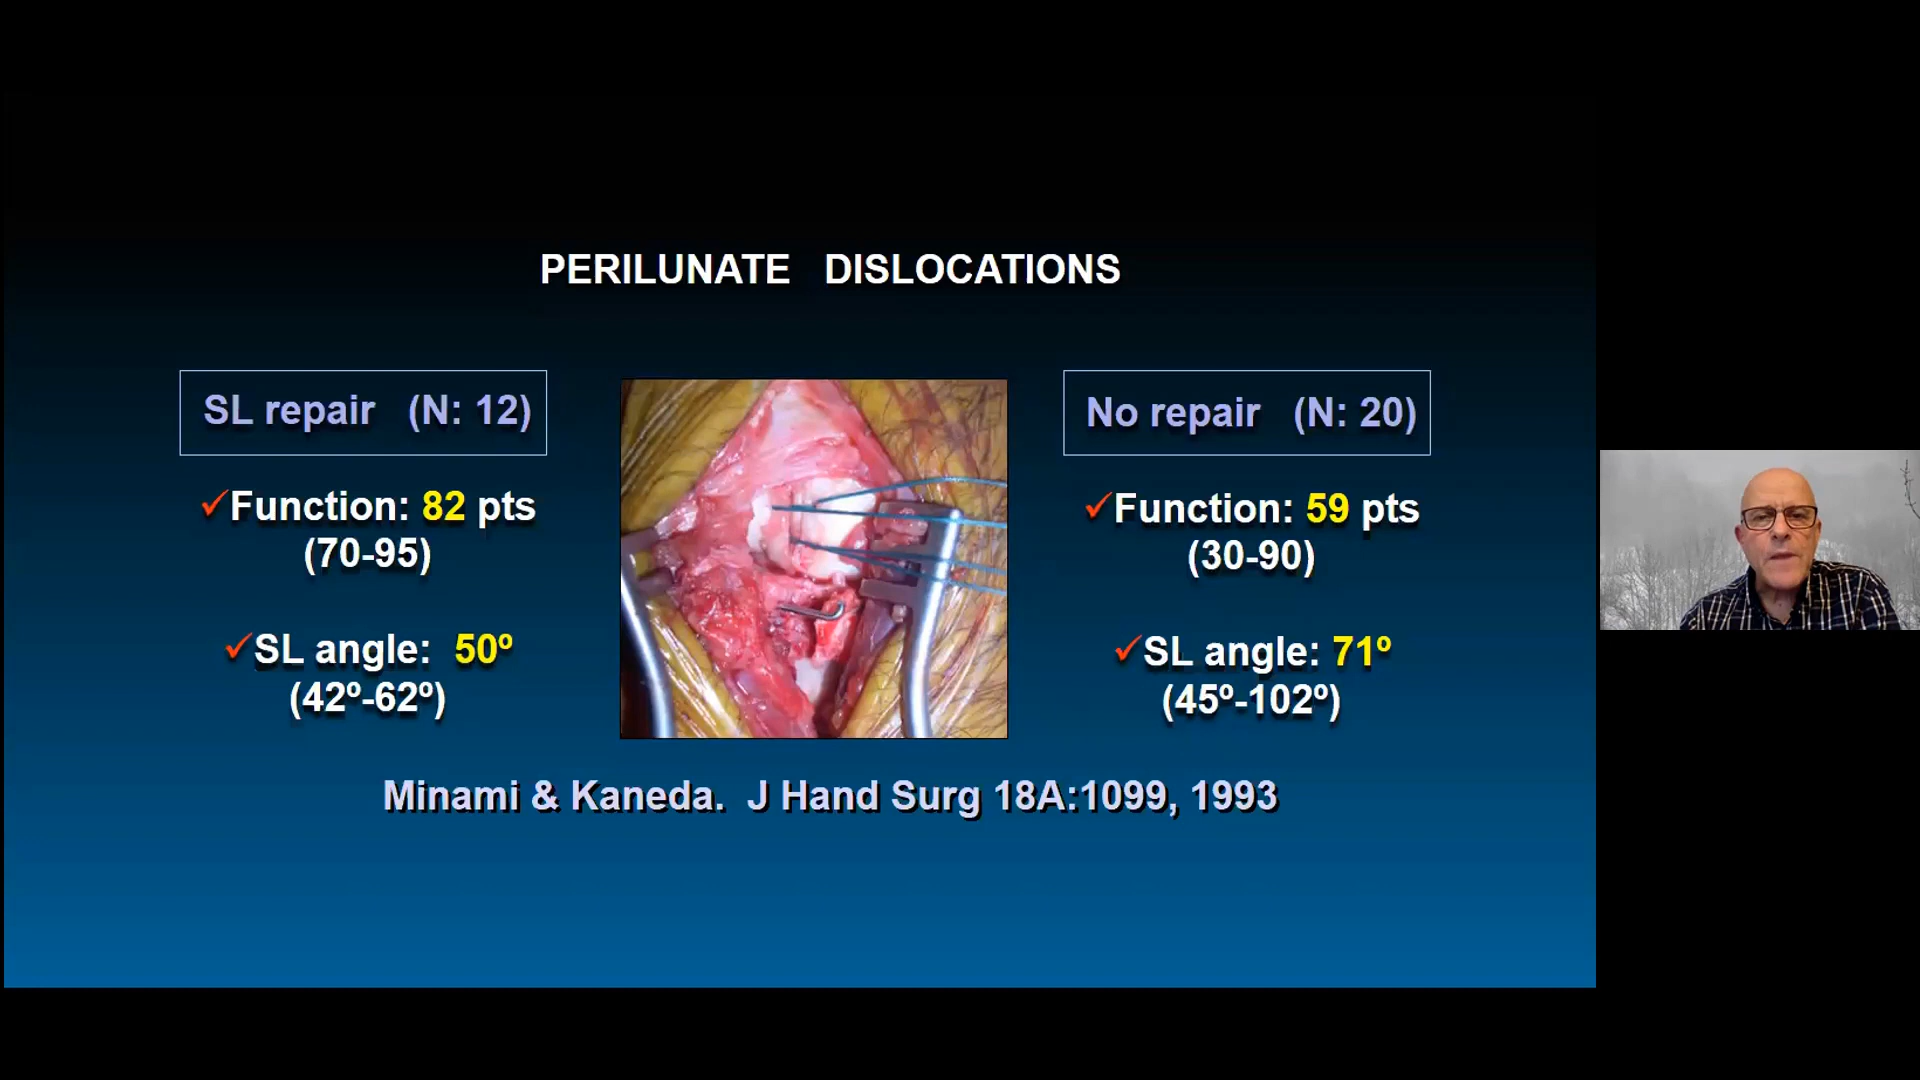 PERILUNATE DISLOCATIONS
SL repair (N: 12)
✓Function: 82 pts
(70-95)
✓SL angle: 50º
(42º-62º)
No repair (N: 20)
✓Function: 59 pts
(30-90)
✓SL angle: 71º
(45º-102º)
Minami & Kaneda. J Hand Surg 18A:1099, 1993